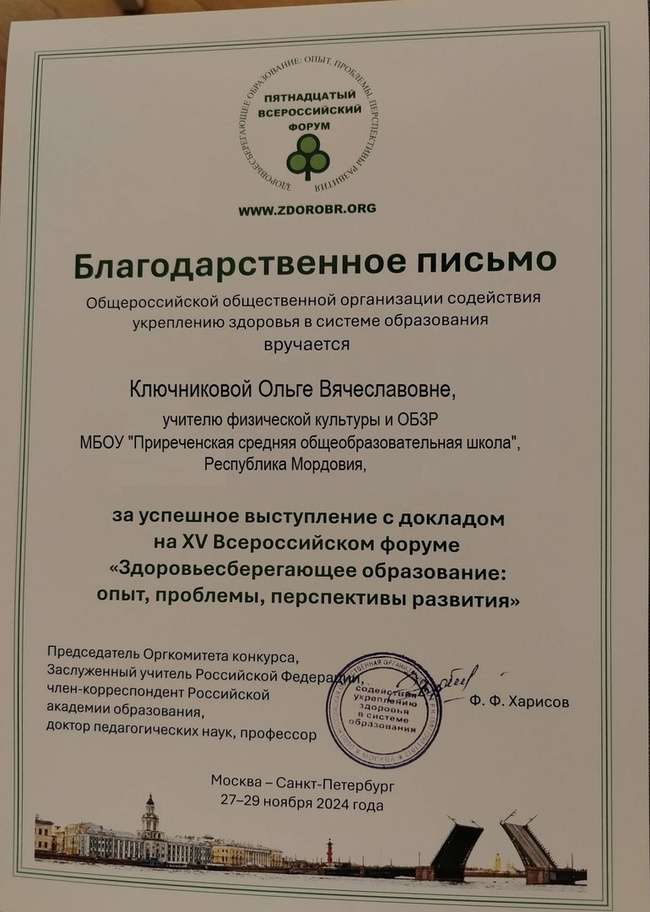 ЗДОРОВЬЕСБЕРЕГАЮЩЕЕ ОБРАЗОВАНИЕ: ОПЫТ, ПРОБЛЕМЫ, ПЕРСПЕКТИВЫ РАЗВИТИЯ
ПЯТНАДЦАТЫЙ
ВСЕРОССИЙСКИЙ
ФОРУМ
WWW.ZDOROBR.ORG
Благодарственное письмо
Общероссийской общественной организации содействия
укреплению здоровья в системе образования
вручается
Ключниковой Ольге Вячеславовне,
учителю физической культуры и ОБЗР
МБОУ "Приреченская средняя общеобразовательная школа",
Республика Мордовия,
за успешное выступление с докладом
на XV Всероссийском форуме
«Здоровьесберегающее образование:
опыт, проблемы, перспективы развития»
Председатель Оргкомитета конкурса,
Заслуженный учитель Российской Федерации,
член-корреспондент Российской
академии образования,
доктор педагогических наук, профессор
содействия
укреплению
здоровья
в системе
образования
МОСКВА
Ф. Ф. Харисов
Москва – Санкт-Петербург
27–29 ноября 2024 года